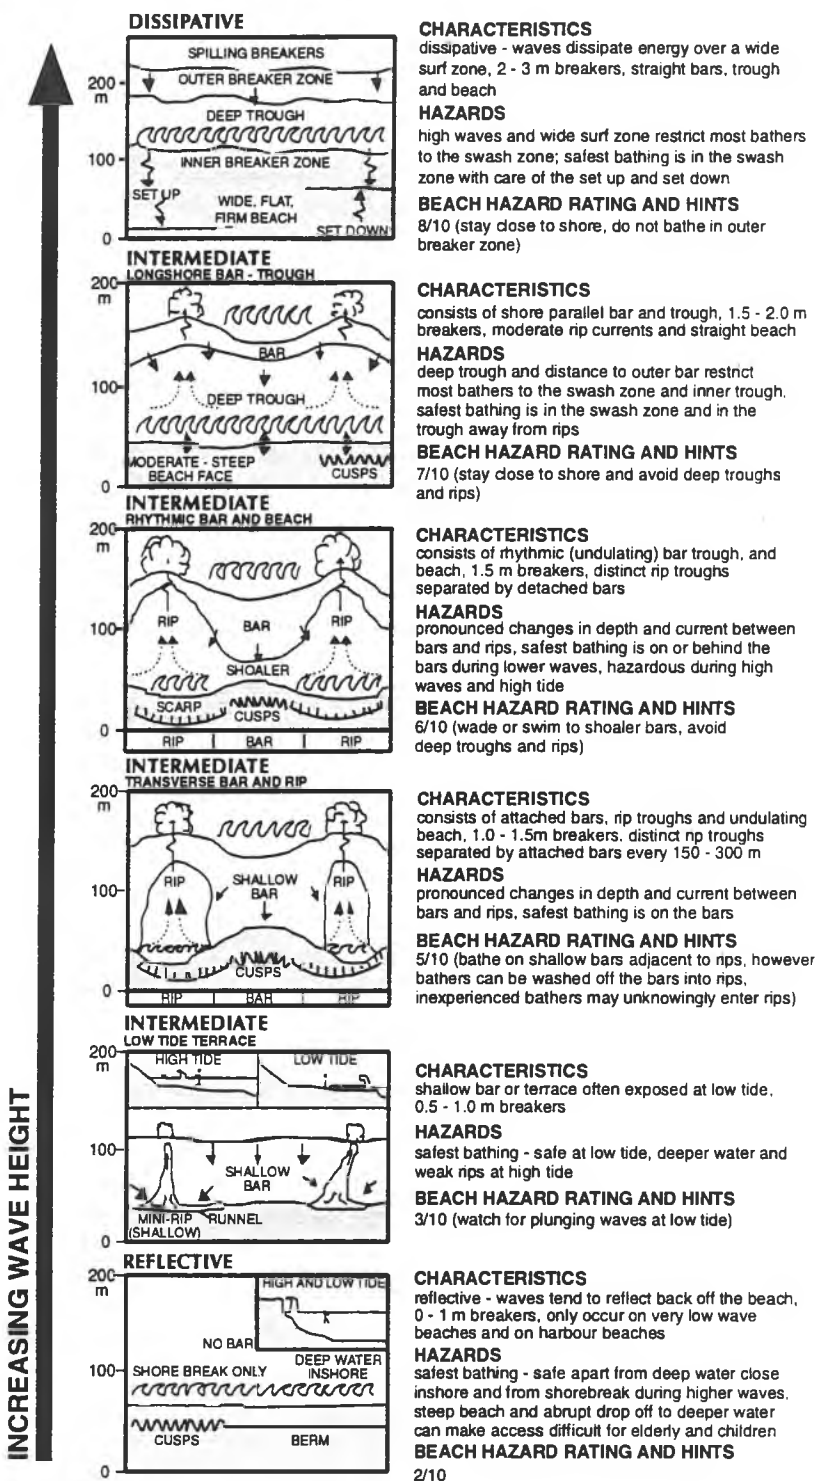 INCREASING WAVE HEIGHT
DISSIPATIVE
200
m
100
0
SPILLING BREAKERS
OUTER BREAKER ZONE
DEEP TROUGH
INNER BREAKER ZONE
SET UP
WIDE, FLAT,
FIRM BEACH
SET DOWN
CHARACTERISTICS
dissipative - waves dissipate energy over a wide
surf zone, 2 - 3 m breakers, straight bars, trough
and beach
HAZARDS
high waves and wide surf zone restrict most bathers
to the swash zone; safest bathing is in the swash
zone with care of the set up and set down
BEACH HAZARD RATING AND HINTS
8/10 (stay close to shore, do not bathe in outer
breaker zone)
INTERMEDIATE
LONGSHORE BAR - TROUGH
200
m
100
0
BAR
DEEP TROUGH
MODERATE - STEEP
BEACH FACE
CUSPS
CHARACTERISTICS
consists of shore parallel bar and trough, 1.5 - 2.0 m
breakers, moderate rip currents and straight beach
HAZARDS
deep trough and distance to outer bar restrict
most bathers to the swash zone and inner trough.
safest bathing is in the swash zone and in the
trough away from rips
BEACH HAZARD RATING AND HINTS
7/10 (stay close to shore and avoid deep troughs
and rips)
INTERMEDIATE
RHYTHMIC BAR AND BEACH
200
m
100
0
RIP
BAR
RIP
SHOALER
SCARP
CUSPS
RIP BAR RIP
CHARACTERISTICS
consists of rhythmic (undulating) bar trough, and
beach, 1.5 m breakers, distinct rip troughs
separated by detached bars
HAZARDS
pronounced changes in depth and current between
bars and rips, safest bathing is on or behind the
bars during lower waves, hazardous during high
waves and high tide
BEACH HAZARD RATING AND HINTS
6/10 (wade or swim to shoaler bars, avoid
deep troughs and rips)
INTERMEDIATE
TRANSVERSE BAR AND RIP
200
m
100
0
RIP
SHALLOW
BAR
RIP
CUSPS
RIP BAR RIP
CHARACTERISTICS
consists of attached bars, rip troughs and undulating
beach, 1.0 - 1.5m breakers. distinct rip troughs
separated by attached bars every 150 - 300 m
HAZARDS
pronounced changes in depth and current between
bars and rips, safest bathing is on the bars
BEACH HAZARD RATING AND HINTS
5/10 (bathe on shallow bars adjacent to rips, however
bathers can be washed off the bars into rips,
inexperienced bathers may unknowingly enter rips)
INTERMEDIATE
LOW TIDE TERRACE
200
m
100
0
HIGH TIDE
LOW TIDE
SHALLOW
BAR
MINI-RIP
(SHALLOW)
RUNNEL
CHARACTERISTICS
shallow bar or terrace often exposed at low tide,
0.5 - 1.0 m breakers
HAZARDS
safest bathing - safe at low tide, deeper water and
weak rips at high tide
BEACH HAZARD RATING AND HINTS
3/10 (watch for plunging waves at low tide)
REFLECTIVE
200
m
100
0
HIGH AND LOW TIDE
NO BAR
DEEP WATER
INSHORE
SHORE BREAK ONLY
CUSPS
BERM
CHARACTERISTICS
reflective - waves tend to reflect back off the beach,
0 - 1 m breakers, only occur on very low wave
beaches and on harbour beaches
HAZARDS
safest bathing - safe apart from deep water close
inshore and from shorebreak during higher waves.
steep beach and abrupt drop off to deeper water
can make access difficult for elderly and children
BEACH HAZARD RATING AND HINTS
2/10